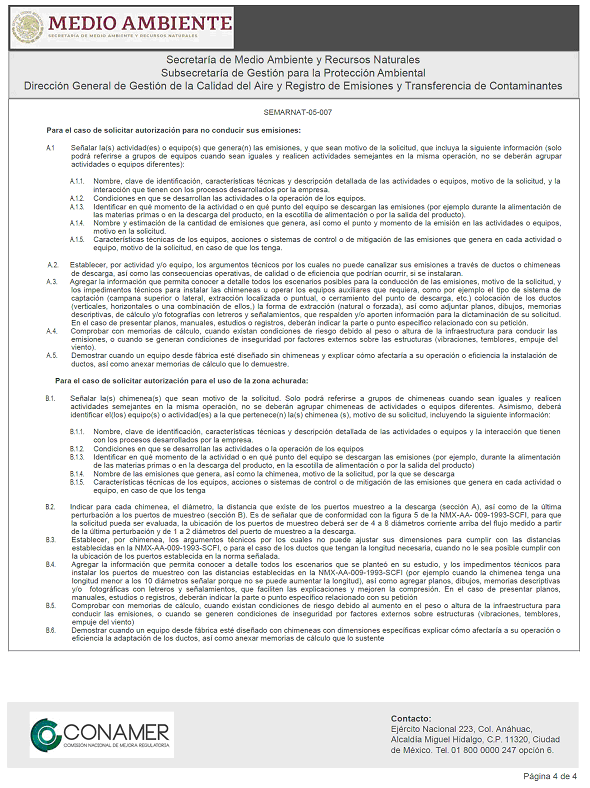 MEDIO AMBIENTE
SECRETARÍA DE MEDIO AMBIENTE Y RECURSOS NATURALES
Secretaría de Medio Ambiente y Recursos Naturales
Subsecretaría de Gestión para la Protección Ambiental
Dirección General de Gestión de la Calidad del Aire y Registro de Emisiones y Transferencia de Contaminantes
SEMARNAT-05-007
Para el caso de solicitar autorización para no conducir sus emisiones:
A.1 Señalar la(s) actividad(es) o equipo(s) que genera(n) las emisiones, y que sean motivo de la solicitud, que incluya la siguiente información (solo
podrá referirse a grupos de equipos cuando sean iguales y realicen actividades semejantes en la misma operación, no se deberán agrupar
actividades o equipos diferentes):
A.1.1. Nombre, clave de identificación, características técnicas y descripción detallada de las actividades o equipos, motivo de la solicitud, y la
interacción que tienen con los procesos desarrollados por la empresa.
A.1.2. Condiciones en que se desarrollan las actividades o la operación de los equipos.
A.1.3. Identificar en qué momento de la actividad o en qué punto del equipo se descargan las emisiones (por ejemplo durante la alimentación de
las materias primas o en la descarga del producto, en la escotilla de alimentación o por la salida del producto).
A.1.4. Nombre y estimación de la cantidad de emisiones que genera, así como el punto y momento de la emisión en las actividades o equipos,
motivo en la solicitud.
A.1.5. Características técnicas de los equipos, acciones o sistemas de control o de mitigación de las emisiones que genera en cada actividad o
equipo, motivo de la solicitud, en caso de que los tenga.
A.2. Establecer, por actividad y/o equipo, los argumentos técnicos por los cuales no puede canalizar sus emisiones a través de ductos o chimeneas
de descarga, así como las consecuencias operativas, de calidad o de eficiencia que podrían ocurrir, si se instalaran.
A.3. Agregar la información que permita conocer a detalle todos los escenarios posibles para la conducción de las emisiones, motivo de la solicitud, y
los impedimentos técnicos para instalar las chimeneas u operar los equipos auxiliares que requiera, como por ejemplo el tipo de sistema de
captación (campana superior o lateral, extracción localizada o puntual, o cerramiento del punto de descarga, etc.) colocación de los ductos
(verticales, horizontales o una combinación de ellos,) la forma de extracción (natural o forzada), así como adjuntar planos, dibujos, memorias
descriptivas, de cálculo y/o fotografías con letreros y señalamientos, que respalden y/o aporten información para la dictaminación de su solicitud.
En el caso de presentar planos, manuales, estudios o registros, deberán indicar la parte o punto específico relacionado con su petición.
A.4. Comprobar con memorias de cálculo, cuando existan condiciones de riesgo debido al peso o altura de la infraestructura para conducir las
emisiones, o cuando se generan condiciones de inseguridad por factores externos sobre las estructuras (vibraciones, temblores, empuje del
viento).
A.5. Demostrar cuando un equipo desde fábrica esté diseñado sin chimeneas y explicar cómo afectaría a su operación o eficiencia la instalación de
ductos, así como anexar memorias de cálculo que lo demuestre.
Para el caso de solicitar autorización para el uso de la zona achurada:
B.1. Señalar la(s) chimenea(s) que sean motivo de la solicitud. Solo podrá referirse a grupos de chimeneas cuando sean iguales y realicen
actividades semejantes en la misma operación, no se deberán agrupar chimeneas de actividades o equipos diferentes. Asimismo, deberá
identificar el(los) equipo(s) o actividad(es) a la que pertenece(n) la(s) chimenea (s), motivo de su solicitud, incluyendo la siguiente información:
B.1.1. Nombre, clave de identificación, características técnicas y descripción detallada de las actividades o equipos y la interacción que tienen
con los procesos desarrollados por la empresa.
B.1.2. Condiciones en que se desarrollan las actividades o la operación de los equipos
B.1.3. Identificar en qué momento de la actividad o en qué punto del equipo se descargan las emisiones (por ejemplo, durante la alimentación
de las materias primas o en la descarga del producto, en la escotilla de alimentación o por la salida del producto)
B.1.4. Nombre de las emisiones que genera, así como la chimenea, motivo de la solicitud, por la que se descarga
B.1.5. Características técnicas de los equipos, acciones o sistemas de control o de mitigación de las emisiones que genera en cada actividad o
equipo, en caso de que los tenga
B.2. Indicar para cada chimenea, el diámetro, la distancia que existe de los puertos muestreo a la descarga (sección A), así como de la última
perturbación a los puertos de muestreo (sección B). Es de señalar que de conformidad con la figura 5 de la NMX-AA- 009-1993-SCFI, para que
la solicitud pueda ser evaluada, la ubicación de los puertos de muestreo deberá ser de 4 a 8 diámetros corriente arriba del flujo medido a partir
de la última perturbación y de 1 a 2 diámetros del puerto de muestreo a la descarga.
B.3. Establecer, por chimenea, los argumentos técnicos por los cuales no puede ajustar sus dimensiones para cumplir con las distancias
establecidas en la NMX-AA-009-1993-SCFI, o para el caso de los ductos que tengan la longitud necesaria, cuando no le sea posible cumplir con
la ubicación de los puertos establecida en la norma señalada.
B.4. Agregar la información que permita conocer a detalle todos los escenarios que se planteó en su estudio, y los impedimentos técnicos para
instalar los puertos de muestreo con las distancias establecidas en la NMX-AA-009-1993-SCFI (por ejemplo cuando la chimenea tenga una
longitud menor a los 10 diámetros señalar porque no se puede aumentar la longitud), así como agregar planos, dibujos, memorias descriptivas
y/o fotográficas con letreros y señalamientos, que faciliten las explicaciones y mejoren la compresión. En el caso de presentar planos,
manuales, estudios o registros, deberán indicar la parte o punto específico relacionado con su petición
B.5. Comprobar con memorias de cálculo, cuando existan condiciones de riesgo debido al aumento en el peso o altura de la infraestructura para
conducir las emisiones, o cuando se generen condiciones de inseguridad por factores externos sobre estructuras (vibraciones, temblores,
empuje del viento)
B.6. Demostrar cuando un equipo desde fábrica esté diseñado con chimeneas con dimensiones específicas explicar cómo afectaría a su operación o
eficiencia la adaptación de los ductos, así como anexar memorias de cálculo que lo sustente
CONAMER
COMISIÓN NACIONAL DE MEJORA REGULATORIA
Contacto:
Ejército Nacional 223, Col. Anáhuac,
Alcaldía Miguel Hidalgo, C.P. 11320, Ciudad
de México. Tel. 01 800 0000 247 opción 6.
Página 4 de 4